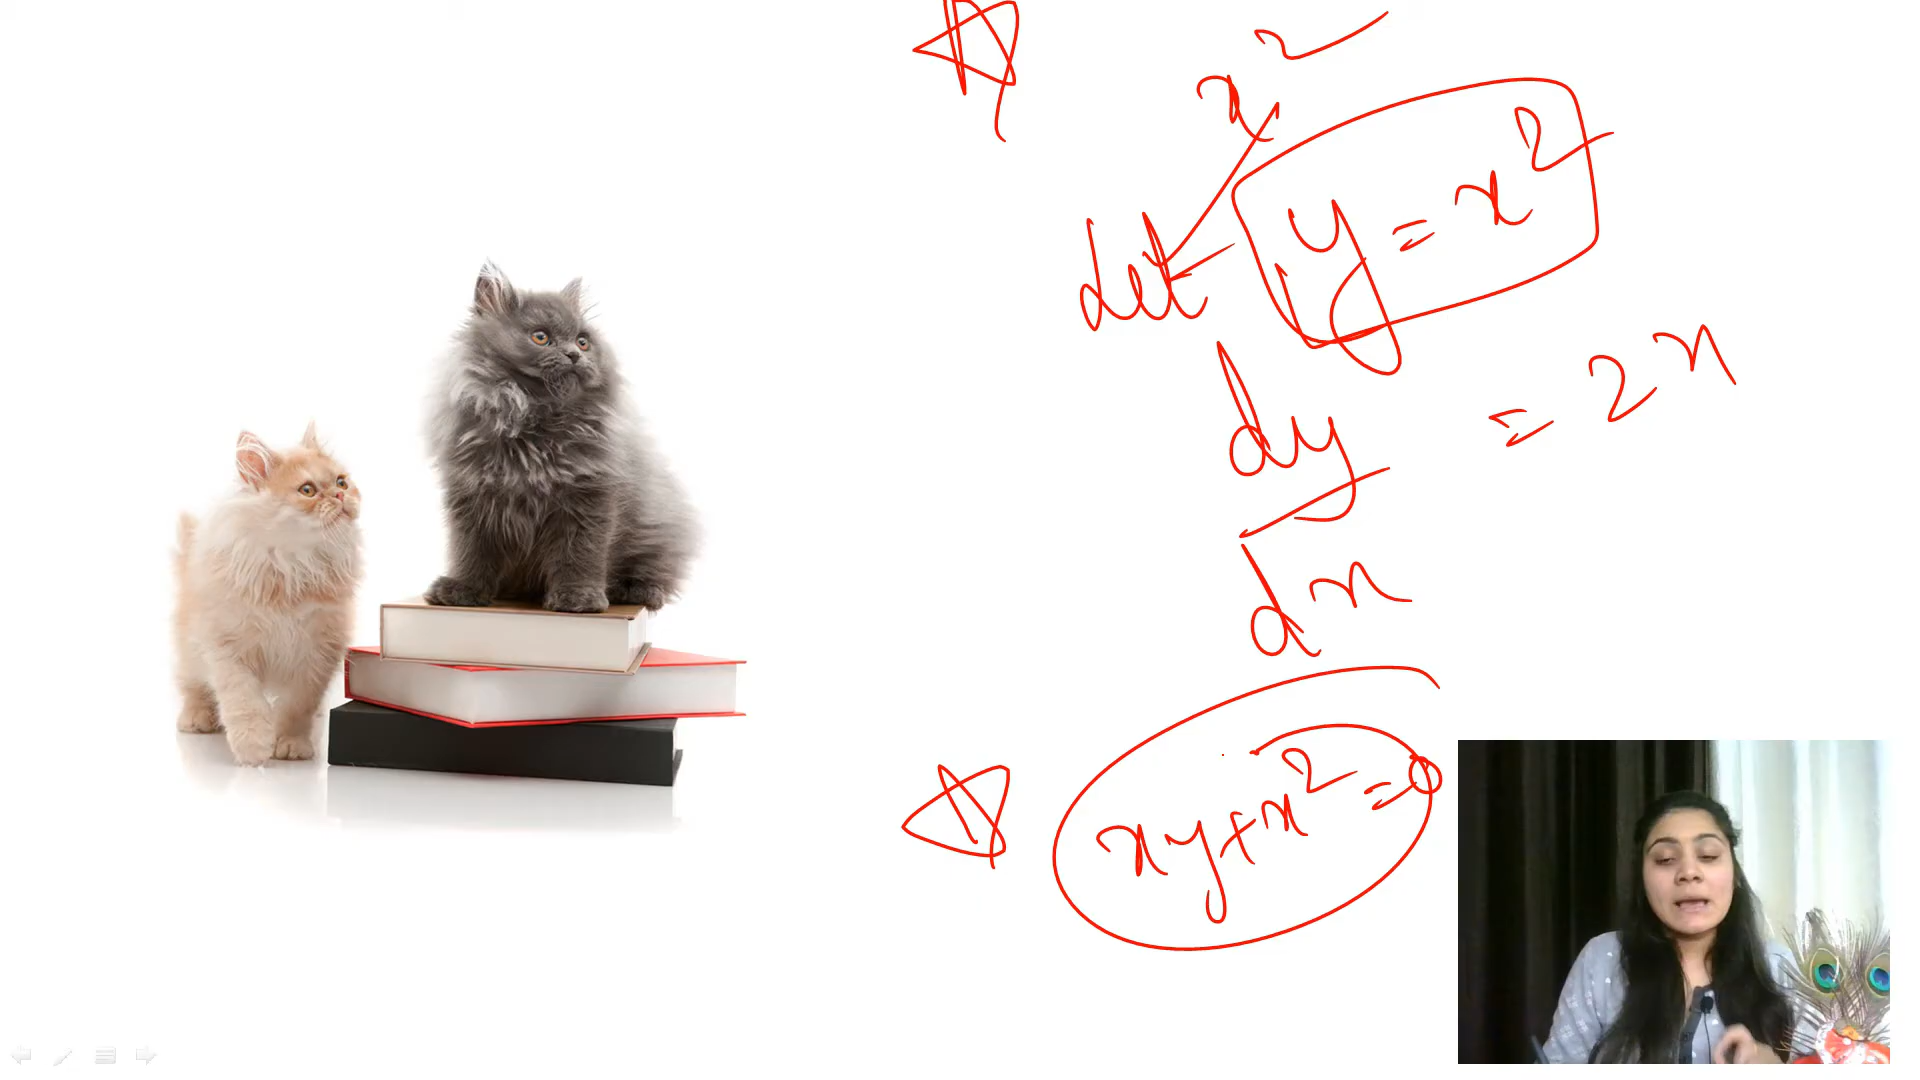 x²
let y = x²
dy/dx = 2x
xy + x² = 0